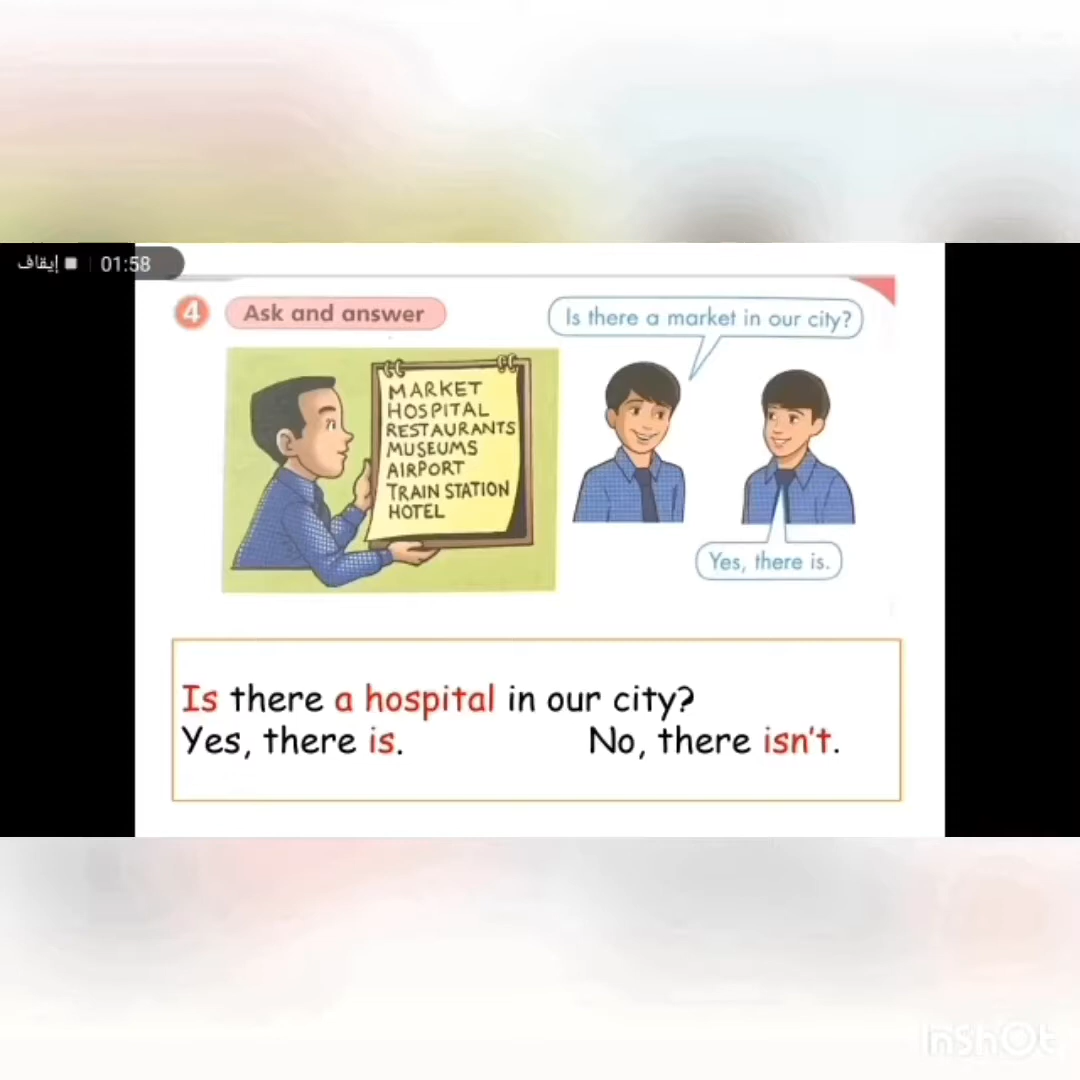 إيقاف 01:58
4 Ask and answer
Is there a market in our city?
MARKET
HOSPITAL
RESTAURANTS
MUSEUMS
AIRPORT
TRAIN STATION
HOTEL
Yes, there is.
Is there a hospital in our city?
Yes, there is. No, there isn't.
InShOt